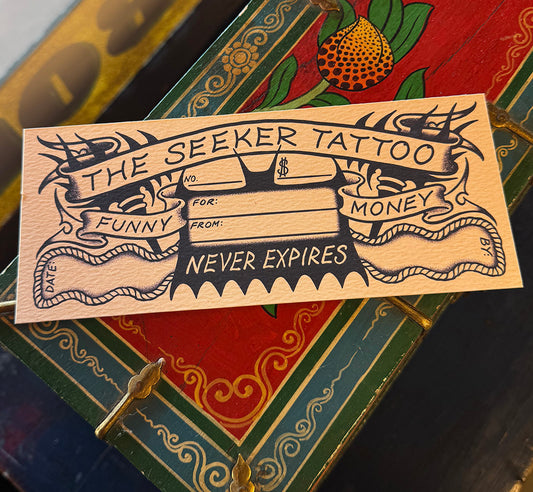 THE SEEKER TATTOO
NO.
$
FUNNY
FOR:
MONEY
FROM:
DATE:
NEVER EXPIRES
BY: